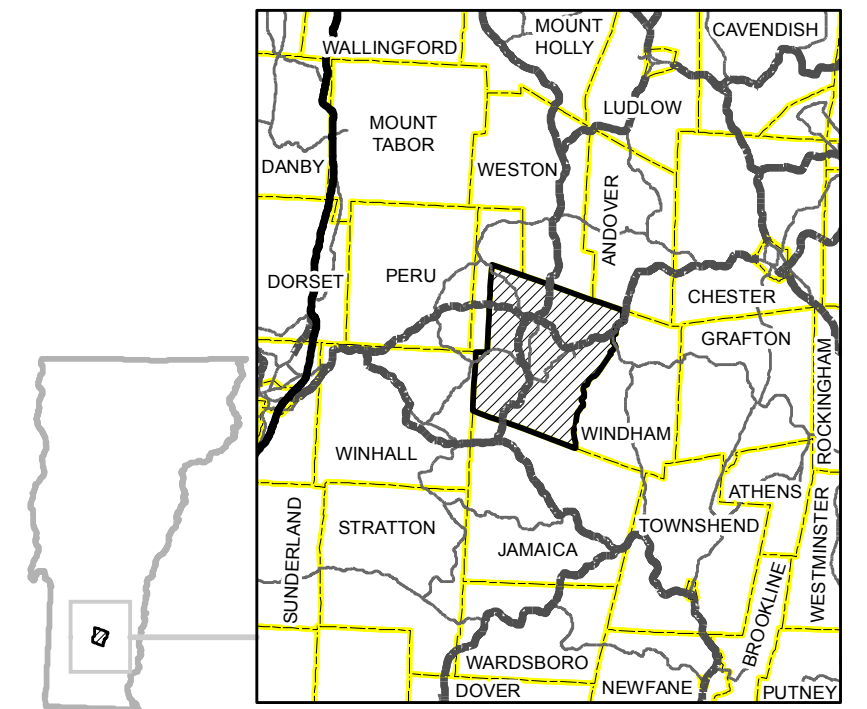 WALLINGFORD
MOUNT
HOLLY
CAVENDISH
LUDLOW
MOUNT
TABOR
DANBY
WESTON
ANDOVER
DORSET
PERU
CHESTER
GRAFTON
ROCKINGHAM
WINDHAM
WINHALL
ATHENS
WESTMINSTER
SUNDERLAND
STRATTON
TOWNSHEND
JAMAICA
BROOKLINE
WARDSBORO
DOVER
NEWFANE
PUTNEY